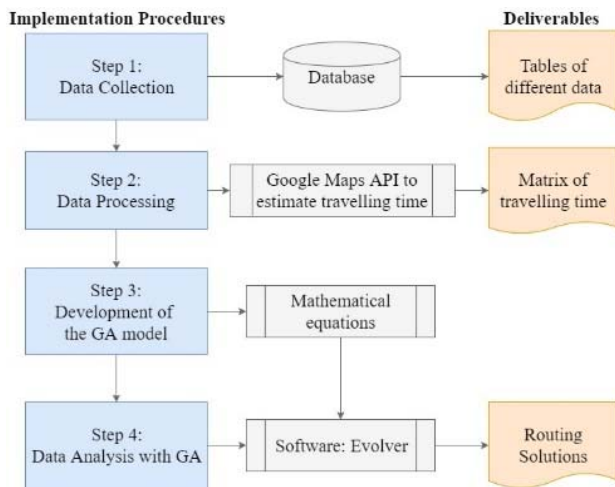 Implementation Procedures
Deliverables
Step 1:
Data Collection
Database
Tables of
different data
Step 2:
Data Processing
Google Maps API to
estimate travelling time
Matrix of
travelling time
Step 3:
Development of
the GA model
Mathematical
equations
Step 4:
Data Analysis with GA
Software: Evolver
Routing
Solutions